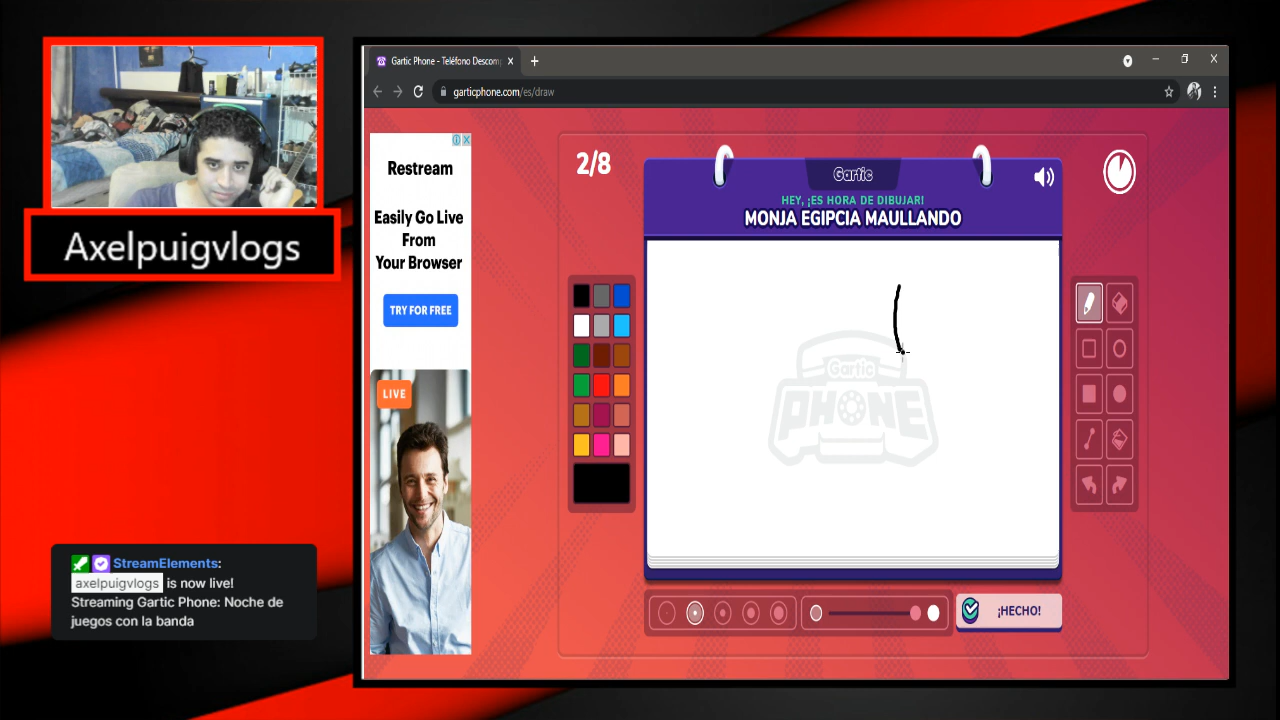 Axelpuigvlogs
StreamElements:
axelpuigvlogs is now live!
Streaming Gartic Phone: Noche de
juegos con la banda
Gartic Phone - Teléfono Descom
garticphone.com/es/draw
Restream
Easily Go Live
From
Your Browser
TRY FOR FREE
LIVE
2/8
Gartic
HEY, ¡ES HORA DE DIBUJAR!
MONJA EGIPCIA MAULLANDO
Gartic
PHONE
¡HECHO!